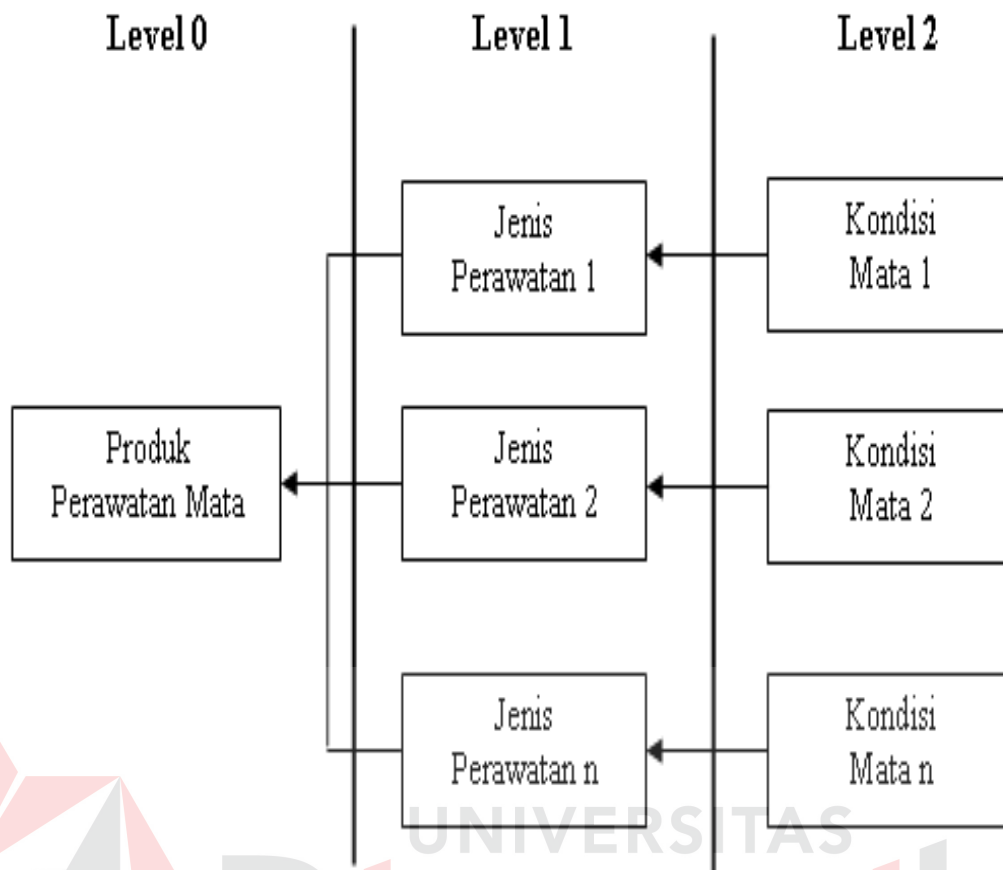 Level 0
Level 1
Level 2
Jenis
Perawatan 1
Kondisi
Mata 1
Produk
Perawatan Mata
Jenis
Perawatan 2
Kondisi
Mata 2
Jenis
Perawatan n
Kondisi
Mata n
UNIVERSITAS